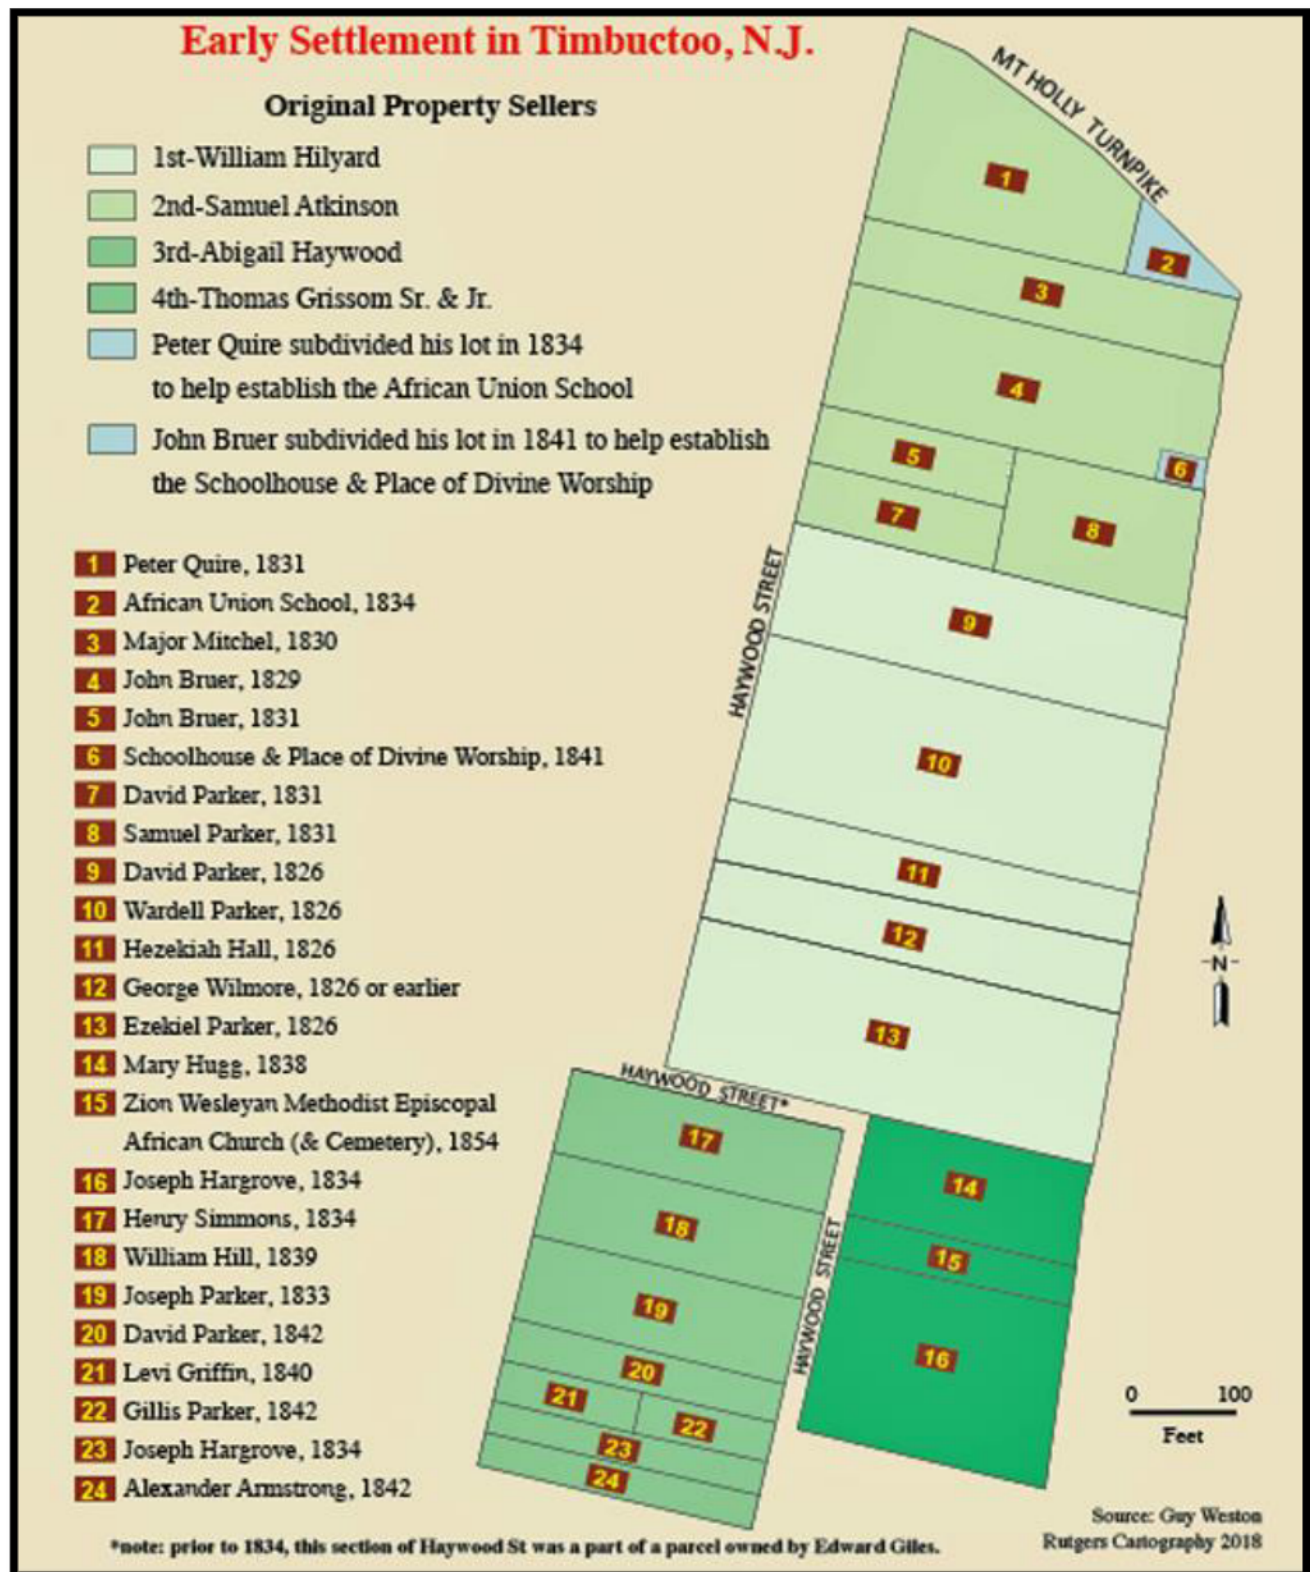 Early Settlement in Timbuctoo, N.J.
Original Property Sellers
1st-William Hilyard
2nd-Samuel Atkinson
3rd-Abigail Haywood
4th-Thomas Grissom Sr. & Jr.
Peter Quire subdivided his lot in 1834
to help establish the African Union School
John Bruer subdivided his lot in 1841 to help establish
the Schoolhouse & Place of Divine Worship
1 Peter Quire, 1831
2 African Union School, 1834
3 Major Mitchel, 1830
4 John Bruer, 1829
5 John Bruer, 1831
6 Schoolhouse & Place of Divine Worship, 1841
7 David Parker, 1831
8 Samuel Parker, 1831
9 David Parker, 1826
10 Wardell Parker, 1826
11 Hezekiah Hall, 1826
12 George Wilmore, 1826 or earlier
13 Ezekiel Parker, 1826
14 Mary Hugg, 1838
15 Zion Wesleyan Methodist Episcopal
African Church (& Cemetery), 1854
16 Joseph Hargrove, 1834
17 Henry Simmons, 1834
18 William Hill, 1839
19 Joseph Parker, 1833
20 David Parker, 1842
21 Levi Griffin, 1840
22 Gillis Parker, 1842
23 Joseph Hargrove, 1834
24 Alexander Armstrong, 1842
MT HOLLY TURNPIKE
1
2
3
4
5
6
7
8
HAYWOOD STREET
9
10
11
12
13
-N-
HAYWOOD STREET*
17
14
18
15
HAYWOOD STREET
19
16
20
21
22
23
24
0 100
Feet
Source: Guy Weston
Rutgers Cartography 2018
*note: prior to 1834, this section of Haywood St was a part of a parcel owned by Edward Giles.